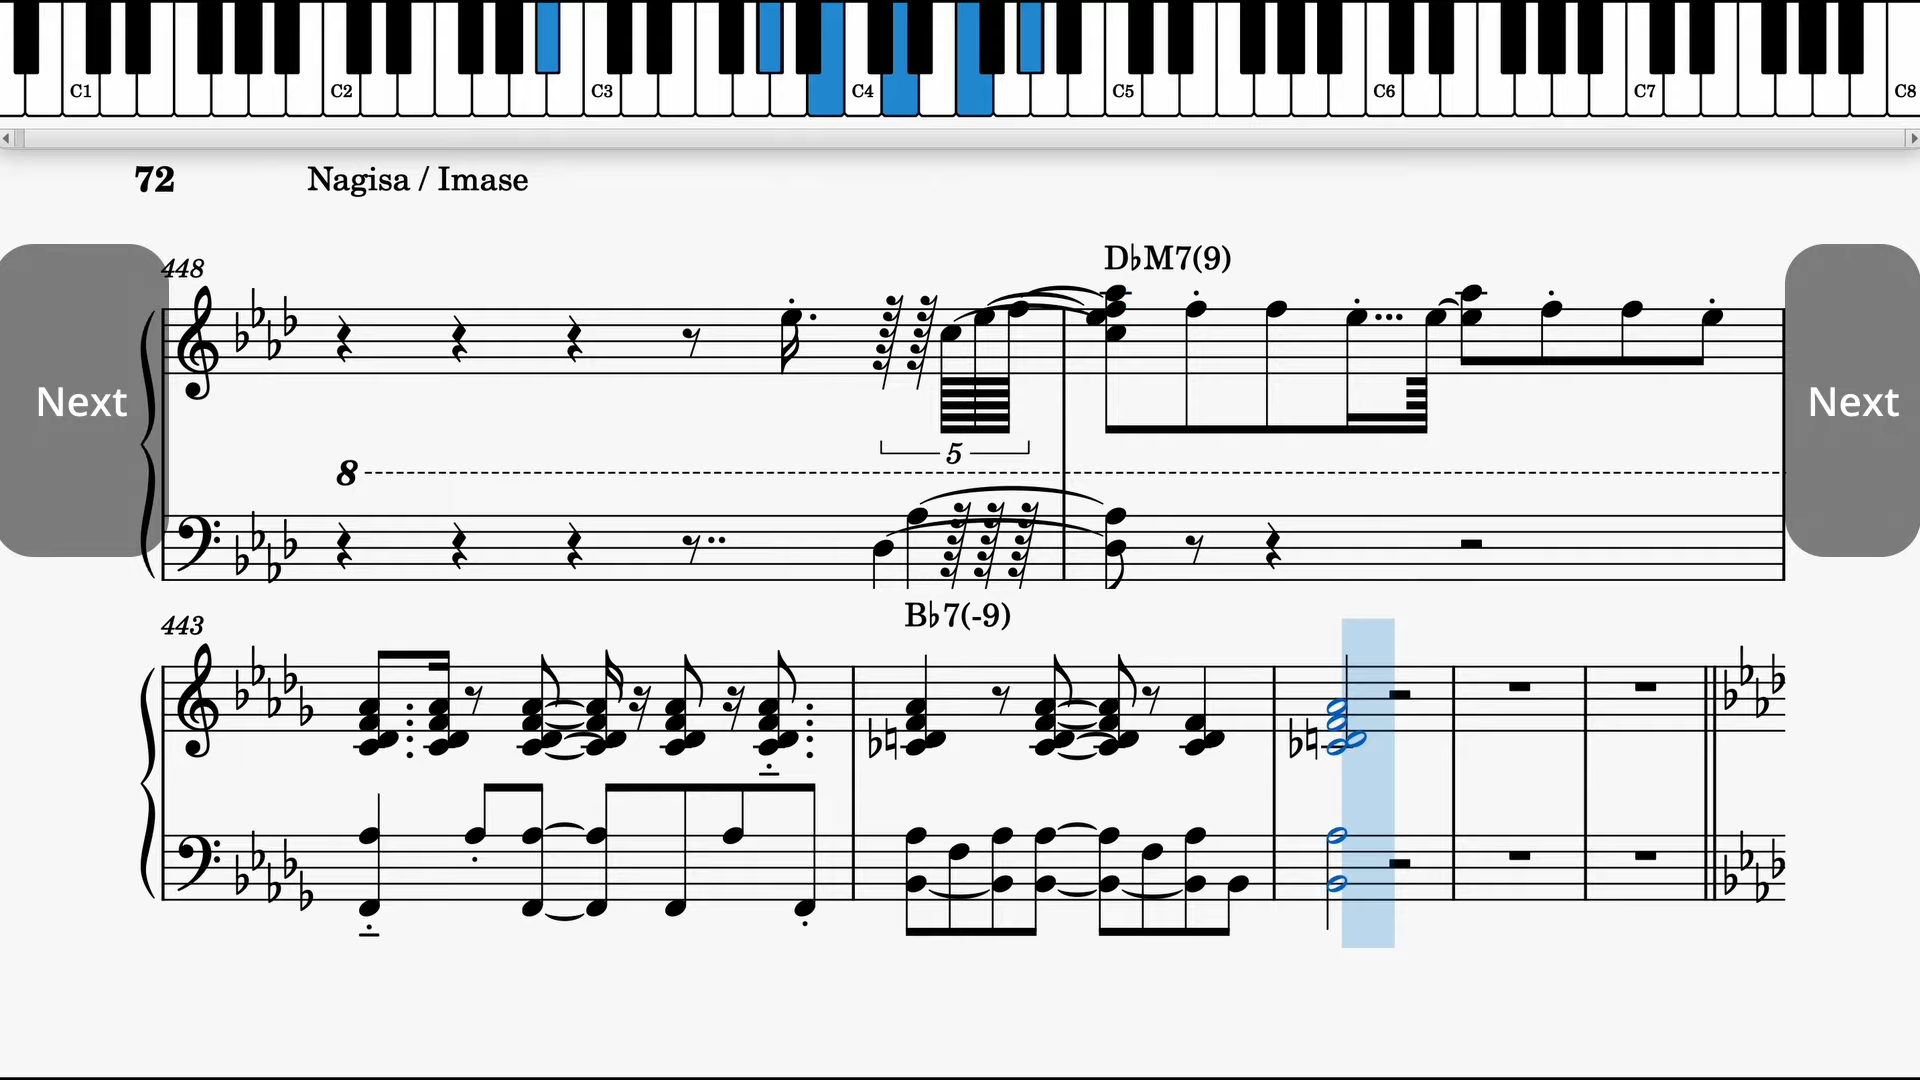 C1 C2 C3 C4 C5 C6 C7 C8
72 Nagisa / Imase
448
D♭M7(9)
Next
Next
5
8
443
B♭7(-9)